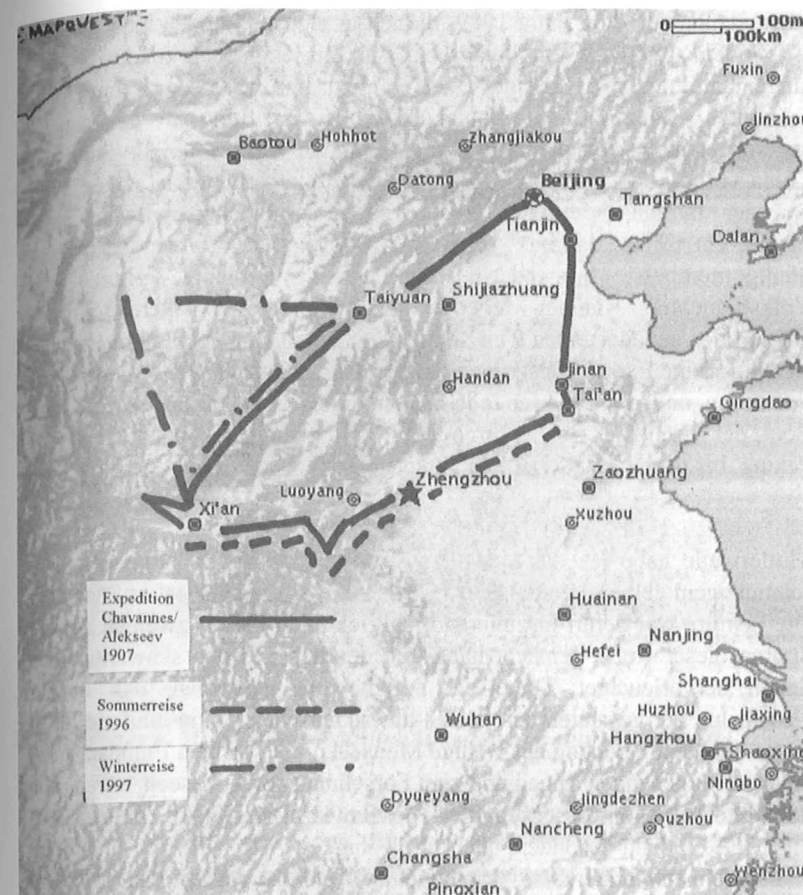 MAPQUEST
0 100m
100km
Fuxin
Jinzho
Baotou
Hohhot
Zhangjiakou
Datong
Beijing
Tangshan
Tianjin
Dalan
Taiyuan
Shijiazhuang
Handan
Jinan
Tai'an
Qingdao
Zhengzhou
Zaozhuang
Luoyang
Xi'an
Xuzhou
Expedition
Chavannes/
Alekseev
1907
Huainan
Nanjing
Hefei
Shanghai
Sommerreise
1996
Huzhou
Jiaxing
Wuhan
Hangzhou
Shaoxing
Winterreise
1997
Ningbo
Dyueyang
Jingdezhen
Quzhou
Nancheng
Changsha
Wenzhou
Pingxian